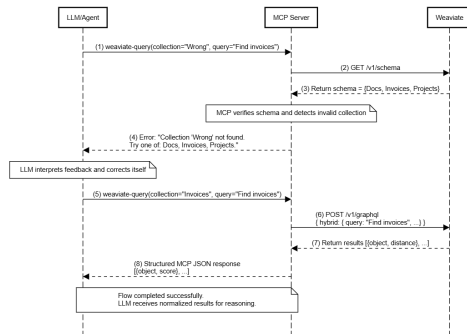 LLM/Agent
MCP Server
Weaviate
(1) weaviate-query(collection="Wrong", query="Find invoices")
(2) GET /v1/schema
(3) Return schema = {Docs, Invoices, Projects}
MCP verifies schema and detects invalid collection
(4) Error: "Collection 'Wrong' not found.
Try one of: Docs, Invoices, Projects."
LLM interprets feedback and corrects itself
(5) weaviate-query(collection="Invoices", query="Find invoices")
(6) POST /v1/graphql
{ hybrid: { query: "Find invoices", ...} }
(7) Return results [{object, distance}, ...]
(8) Structured MCP JSON response
[{object, score}, ...]
Flow completed successfully.
LLM receives normalized results for reasoning.